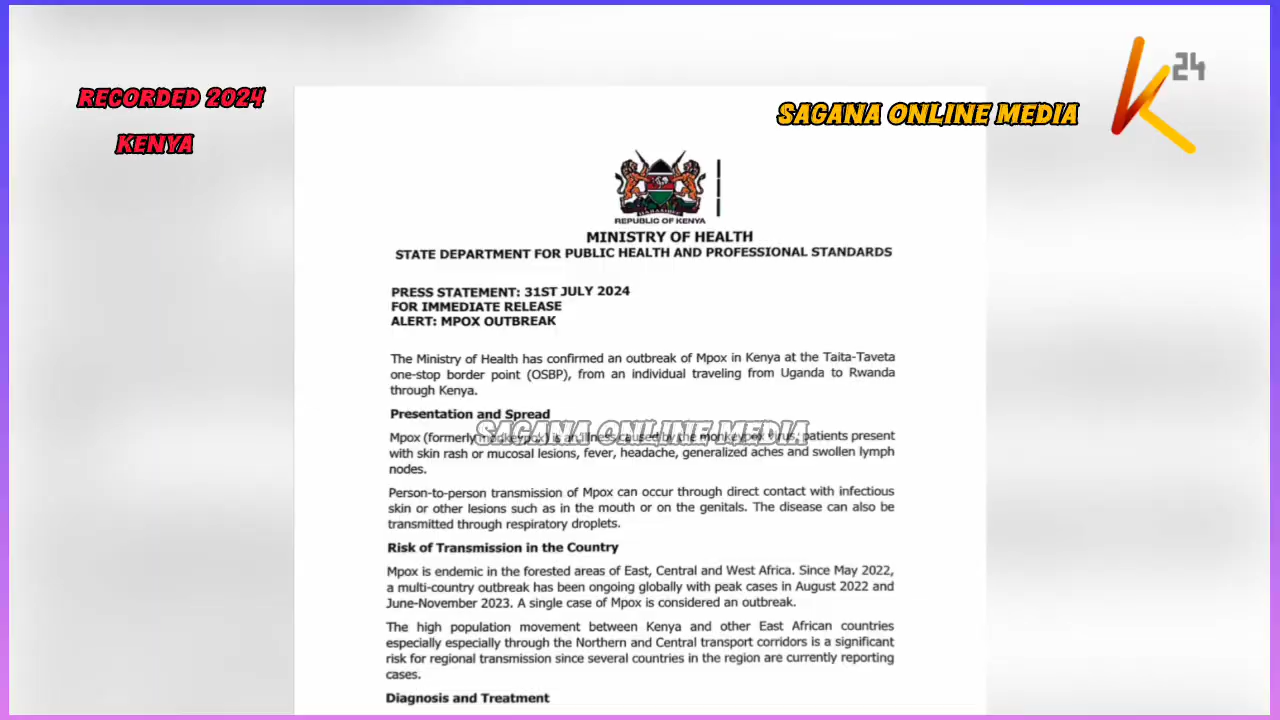 RECORDED 2024
KENYA
SAGANA ONLINE MEDIA
24
REPUBLIC OF KENYA
MINISTRY OF HEALTH
STATE DEPARTMENT FOR PUBLIC HEALTH AND PROFESSIONAL STANDARDS
PRESS STATEMENT: 31ST JULY 2024
FOR IMMEDIATE RELEASE
ALERT: MPOX OUTBREAK
The Ministry of Health has confirmed an outbreak of Mpox in Kenya at the Taita-Taveta
one-stop border point (OSBP), from an individual traveling from Uganda to Rwanda
through Kenya.
Presentation and Spread
SAGANA ONLINE MEDIA
Mpox (formerly monkeypox) is an illness caused by the monkeypox virus, patients present
with skin rash or mucosal lesions, fever, headache, generalized aches and swollen lymph
nodes.
Person-to-person transmission of Mpox can occur through direct contact with infectious
skin or other lesions such as in the mouth or on the genitals. The disease can also be
transmitted through respiratory droplets.
Risk of Transmission in the Country
Mpox is endemic in the forested areas of East, Central and West Africa. Since May 2022,
a multi-country outbreak has been ongoing globally with peak cases in August 2022 and
June-November 2023. A single case of Mpox is considered an outbreak.
The high population movement between Kenya and other East African countries
especially especially through the Northern and Central transport corridors is a significant
risk for regional transmission since several countries in the region are currently reporting
cases.
Diagnosis and Treatment